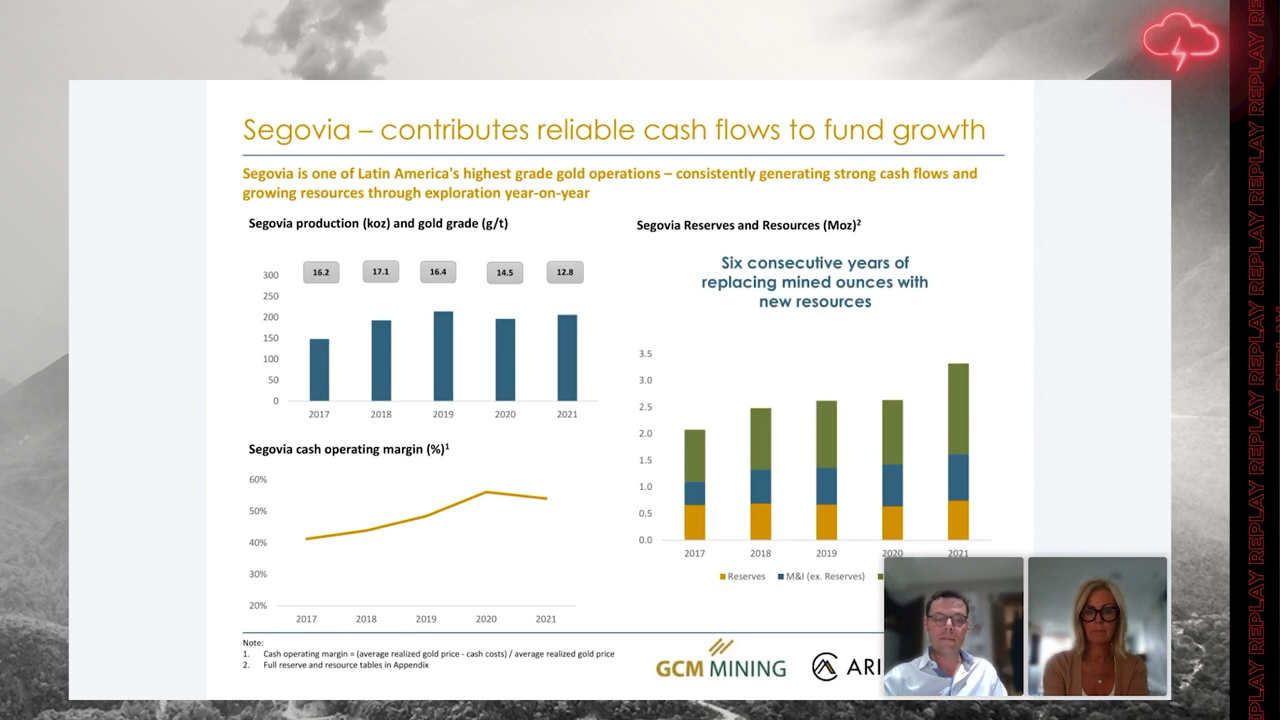 Segovia – contributes reliable cash flows to fund growth
Segovia is one of Latin America's highest grade gold operations – consistently generating strong cash flows and
growing resources through exploration year-on-year
Segovia production (koz) and gold grade (g/t)
16.2 17.1 16.4 14.5 12.8
300
250
200
150
100
50
0
2017 2018 2019 2020 2021
Segovia cash operating margin (%)1
60%
50%
40%
30%
20%
2017 2018 2019 2020 2021
Segovia Reserves and Resources (Moz)2
Six consecutive years of
replacing mined ounces with
new resources
3.5
3.0
2.5
2.0
1.5
1.0
0.5
0.0
2017 2018 2019 2020 2021
Reserves M&I (ex. Reserves)
Note:
1. Cash operating margin = (average realized gold price - cash costs) / average realized gold price
2. Full reserve and resource tables in Appendix
GCM MINING
ARI
REPLAY REPLAY REPLAY REPLAY REPLAY REPLAY REPLAY REPLAY REPLAY RE